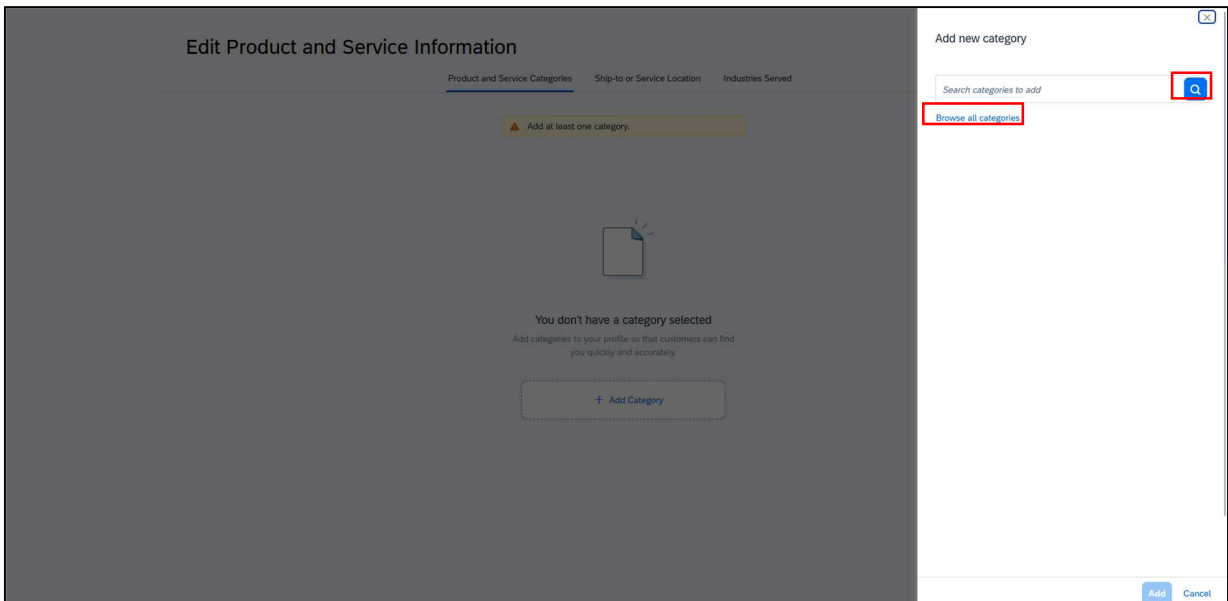 Edit Product and Service Information
Product and Service Categories Ship-to or Service Location Industries Served
Add at least one category.
You don't have a category selected
Add categories to your profile so that customers can find
you quickly and accurately.
+ Add Category
Add new category
Search categories to add
Browse all categories
Add Cancel